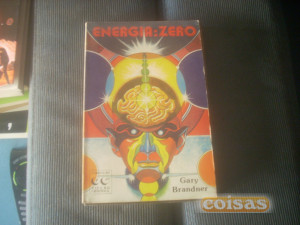 ENERGIA: ZERO
Gary
Brandner
coisas